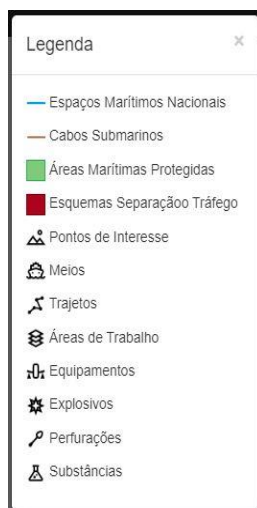 Legenda ×
Espaços Marítimos Nacionais
Cabos Submarinos
Áreas Marítimas Protegidas
Esquemas Separaçãoo Tráfego
Pontos de Interesse
Meios
Trajetos
Áreas de Trabalho
Equipamentos
Explosivos
Perfurações
Substâncias